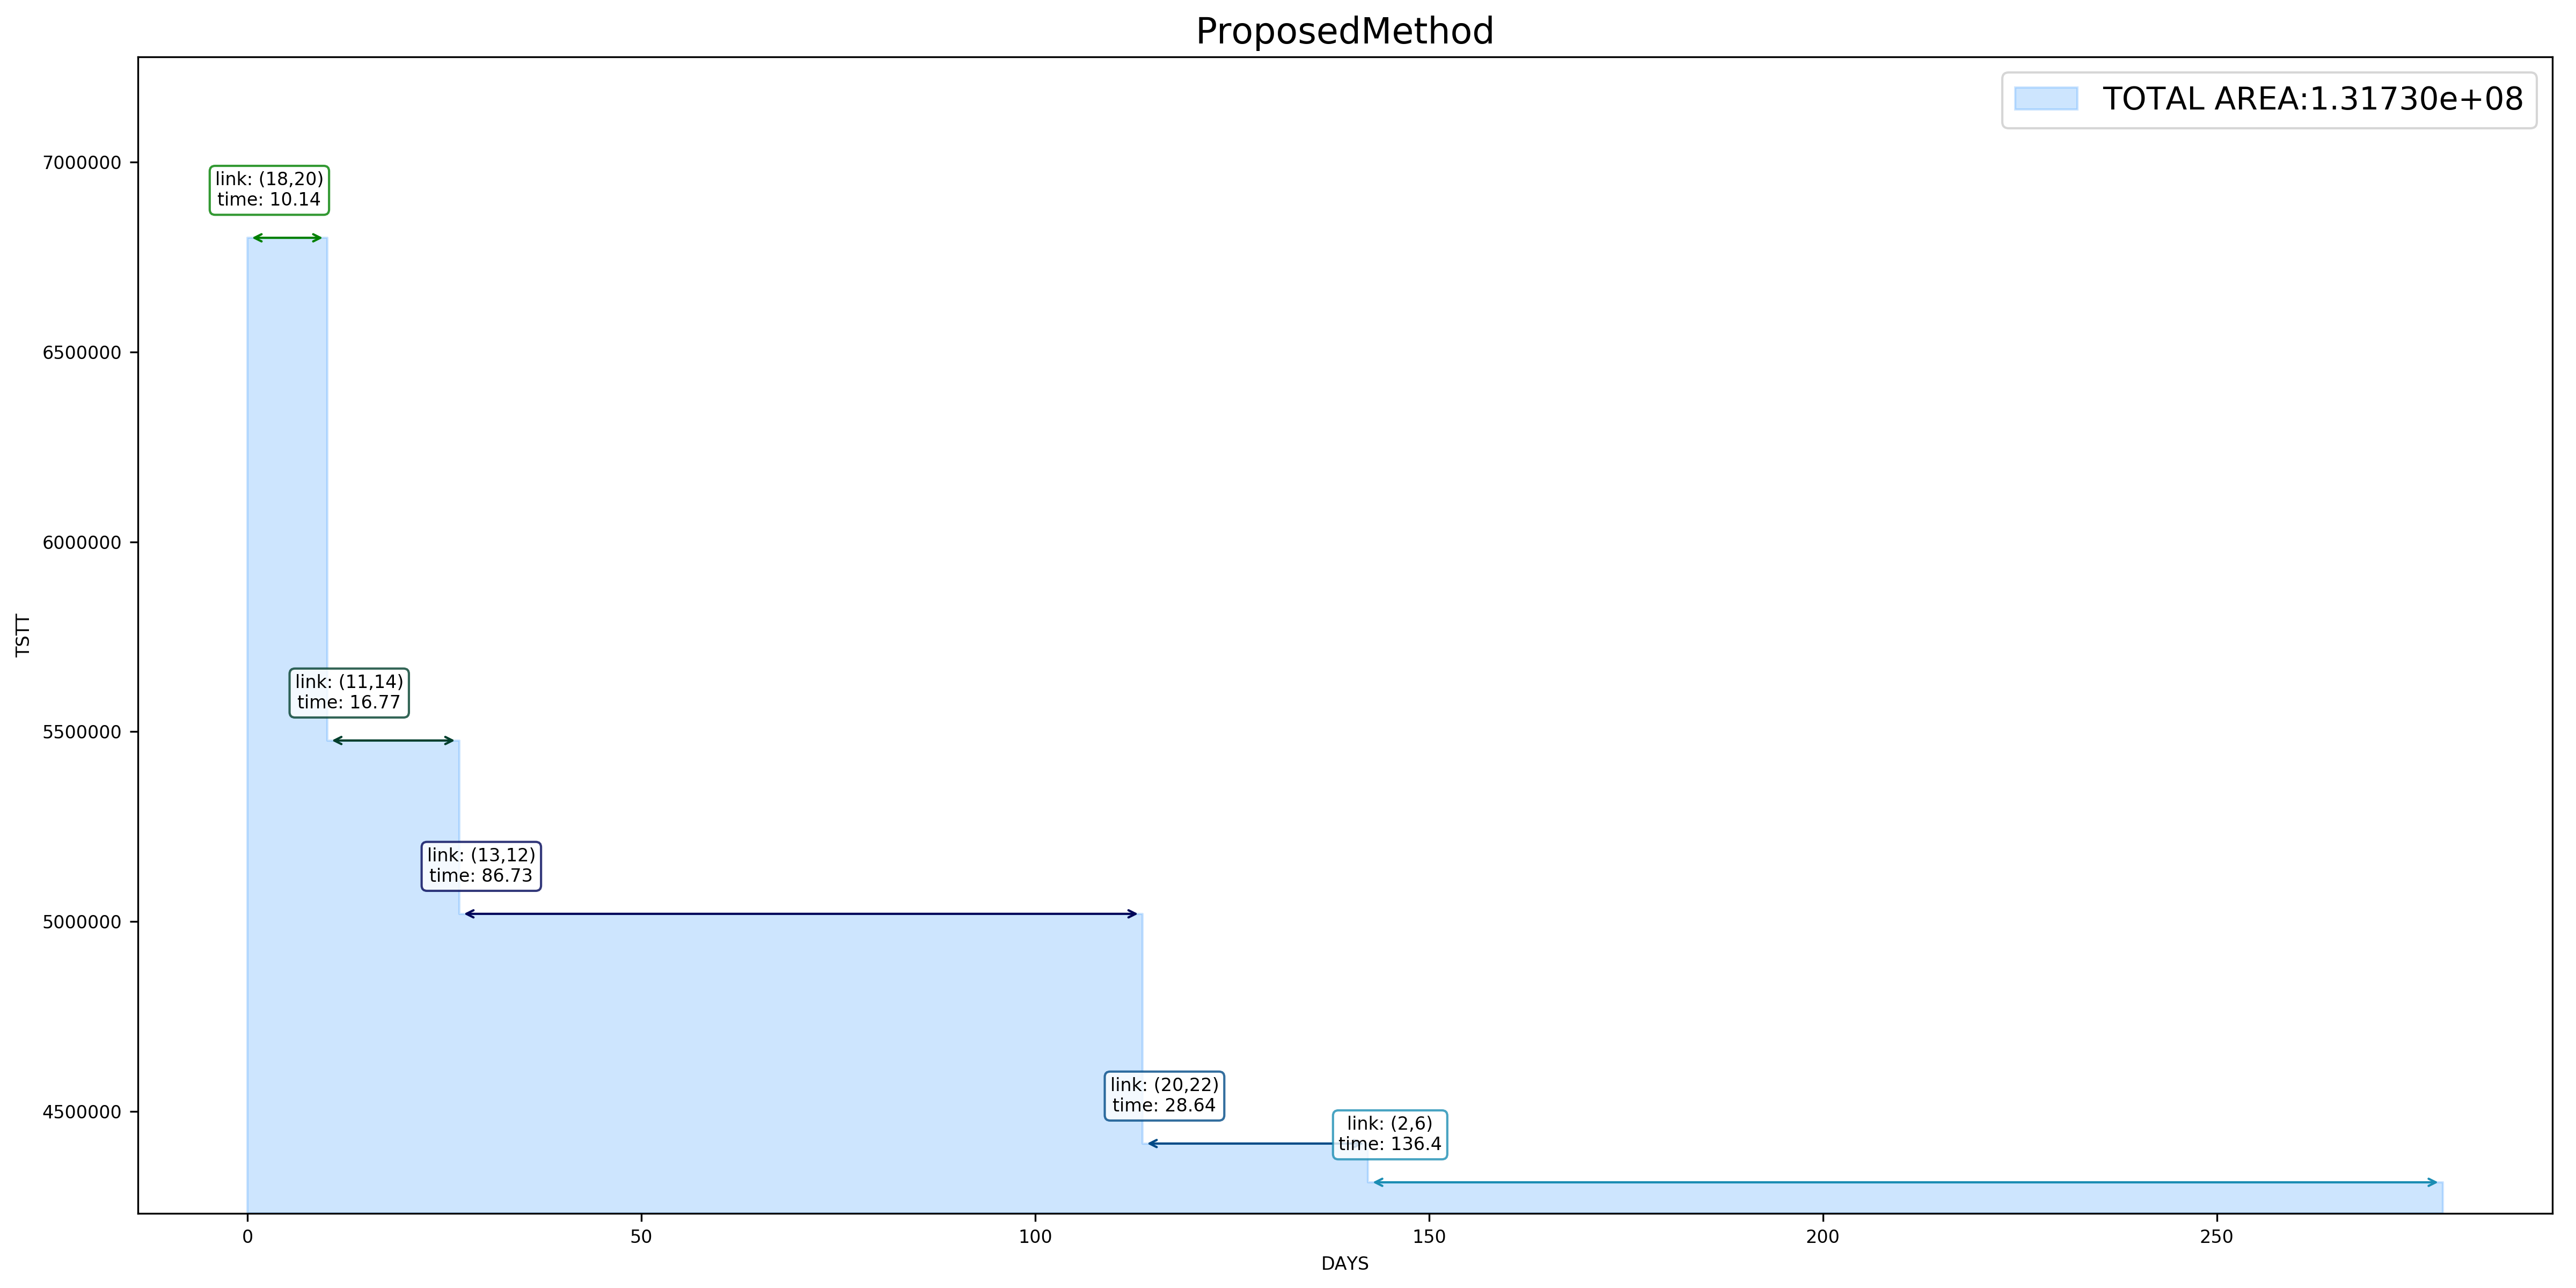 ProposedMethod
TOTAL AREA:1.31730e+08
7000000
link: (18,20)
time: 10.14
6500000
6000000
TSTT
link: (11,14)
time: 16.77
5500000
link: (13,12)
time: 86.73
5000000
link: (20,22)
time: 28.64
4500000
link: (2,6)
time: 136.4
0
50
100
150
200
250
DAYS